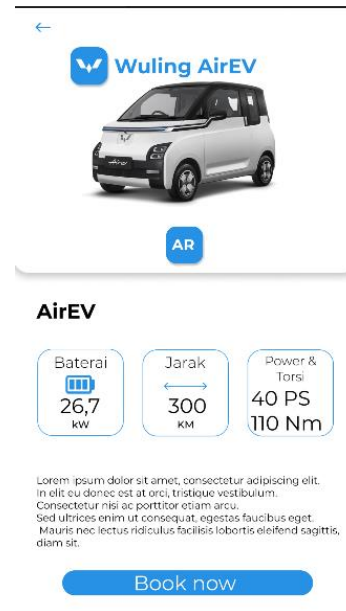 Wuling AirEV
AR
AirEV
Baterai
26,7
kW
Jarak
300
KM
Power &
Torsi
40 PS
110 Nm
Lorem ipsum dolor sit amet, consectetur adipiscing elit.
In elit eu donec est at orci, tristique vestibulum.
Consectetur nisi ac porttitor etiam arcu.
Sed ultrices enim ut consequat, egestas faucibus eget.
Mauris nec lectus ridiculus facilisis lobortis eleifend sagittis,
diam sit.
Book now